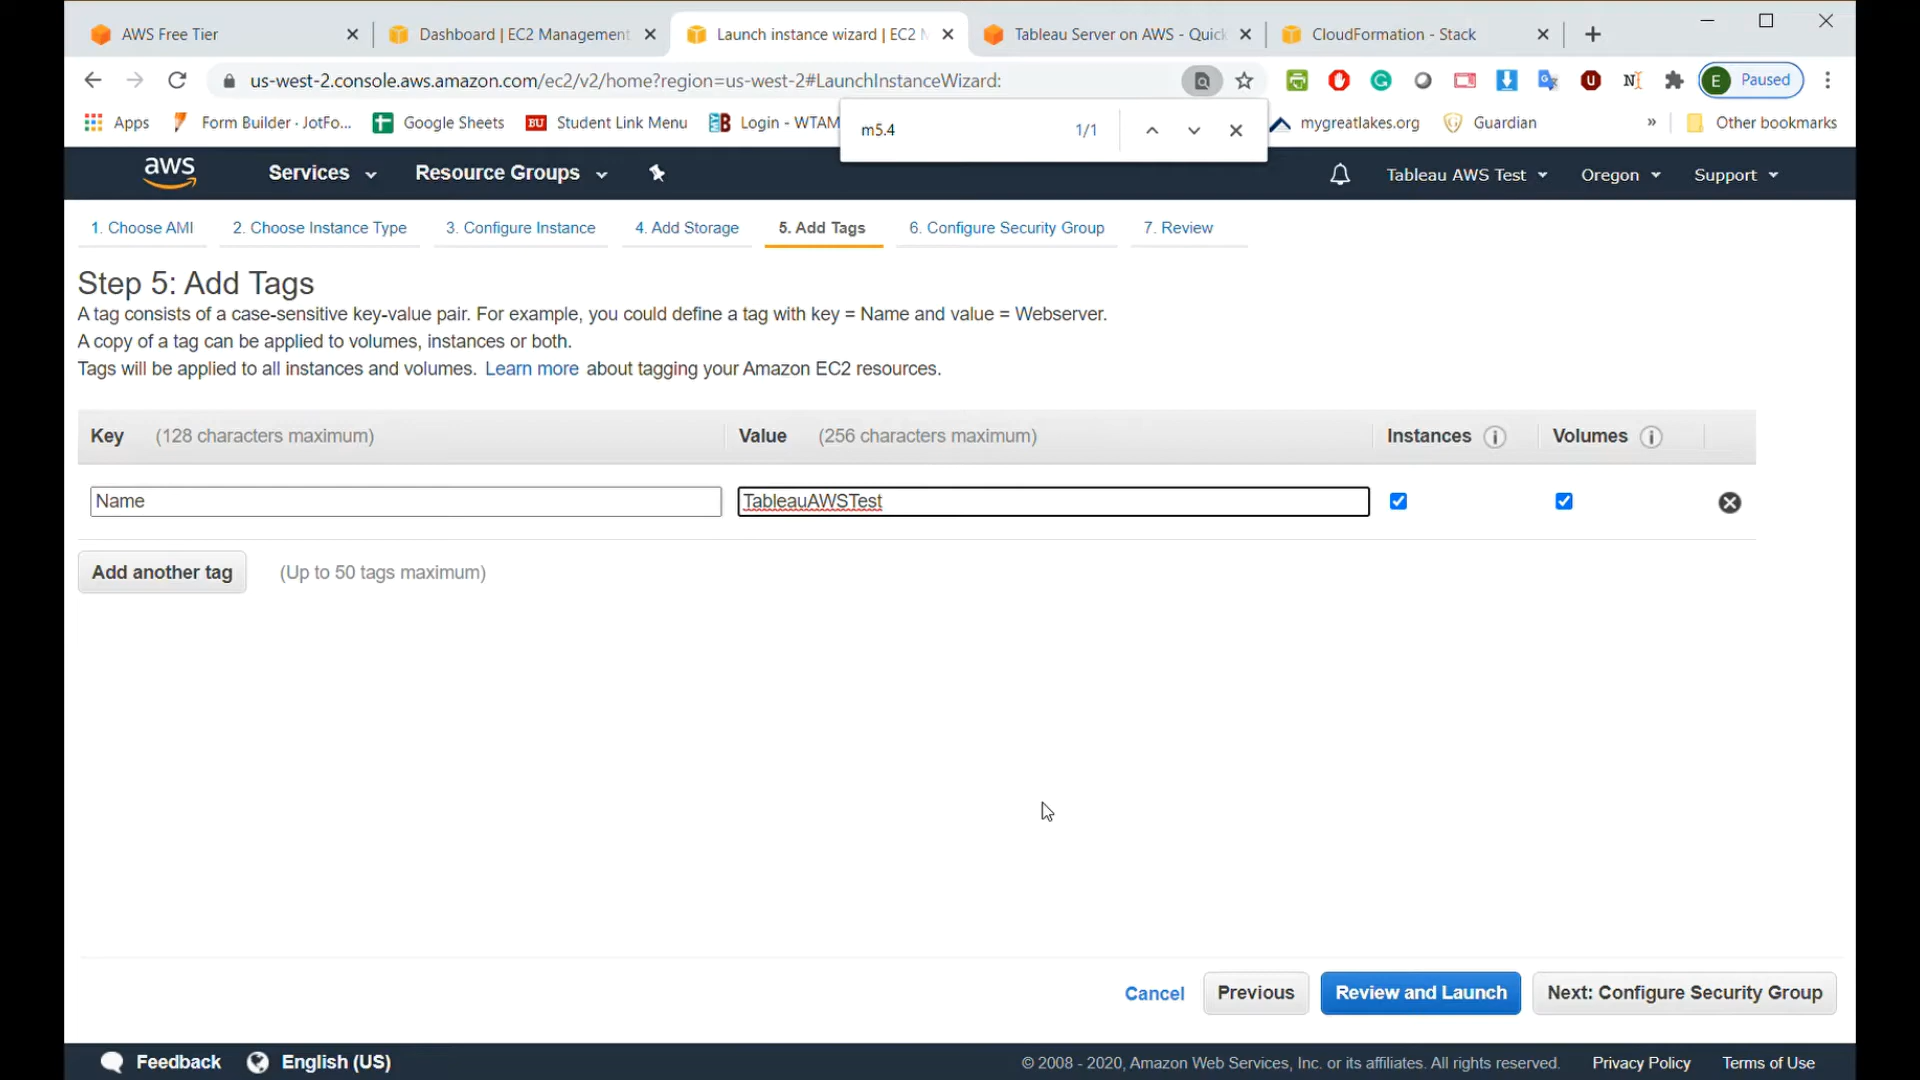 AWS Free Tier
Dashboard | EC2 Management
Launch instance wizard | EC2 M
Tableau Server on AWS - Quick
CloudFormation - Stack
us-west-2.console.aws.amazon.com/ec2/v2/home?region=us-west-2#LaunchInstanceWizard:
E Paused
Apps
Form Builder · JotFo...
Google Sheets
BU Student Link Menu
Login - WTAM
m5.4 1/1
mygreatlakes.org
Guardian
»
Other bookmarks
aws
Services
Resource Groups
Tableau AWS Test
Oregon
Support
1. Choose AMI
2. Choose Instance Type
3. Configure Instance
4. Add Storage
5. Add Tags
6. Configure Security Group
7. Review
Step 5: Add Tags
A tag consists of a case-sensitive key-value pair. For example, you could define a tag with key = Name and value = Webserver.
A copy of a tag can be applied to volumes, instances or both.
Tags will be applied to all instances and volumes. Learn more about tagging your Amazon EC2 resources.
Key (128 characters maximum)
Value (256 characters maximum)
Instances i
Volumes i
Name
TableauAWSTest
Add another tag
(Up to 50 tags maximum)
Cancel
Previous
Review and Launch
Next: Configure Security Group
Feedback
English (US)
© 2008 - 2020, Amazon Web Services, Inc. or its affiliates. All rights reserved.
Privacy Policy
Terms of Use